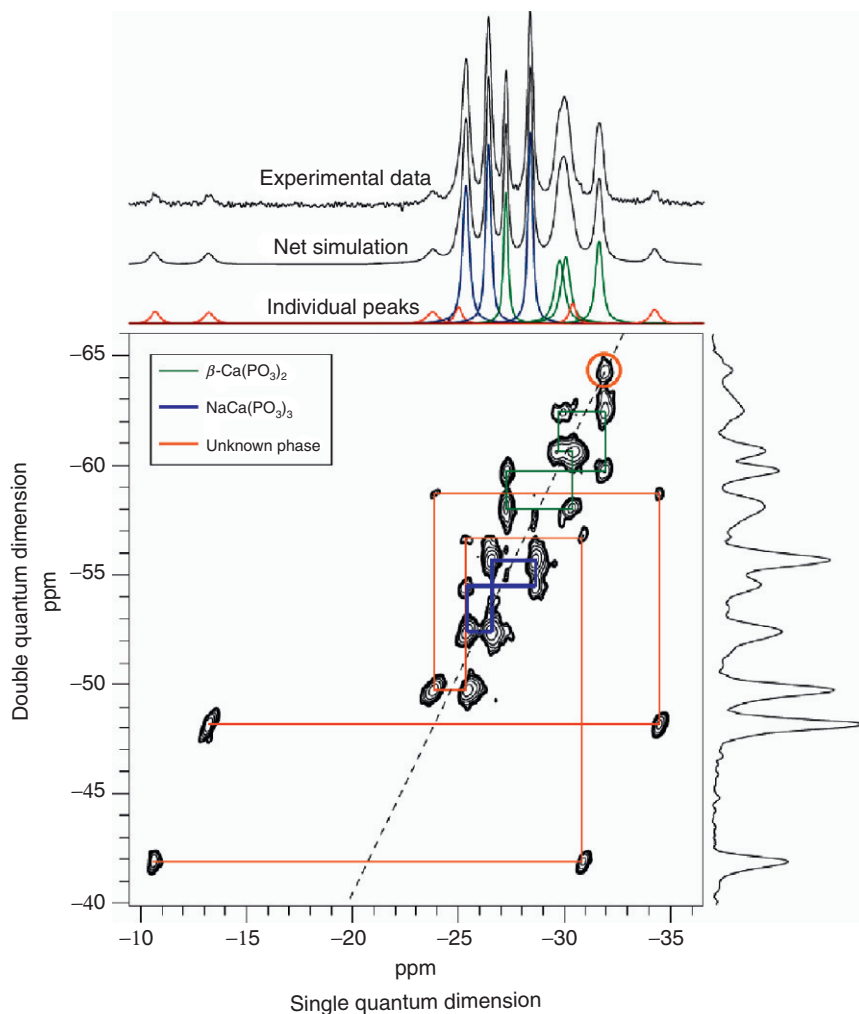 Experimental data
Net simulation
Individual peaks
−65
−60
−55
−50
−45
−40
Double quantum dimension
ppm
β-Ca(PO₃)₂
NaCa(PO₃)₃
Unknown phase
−10 −15 −20 −25 −30 −35
ppm
Single quantum dimension